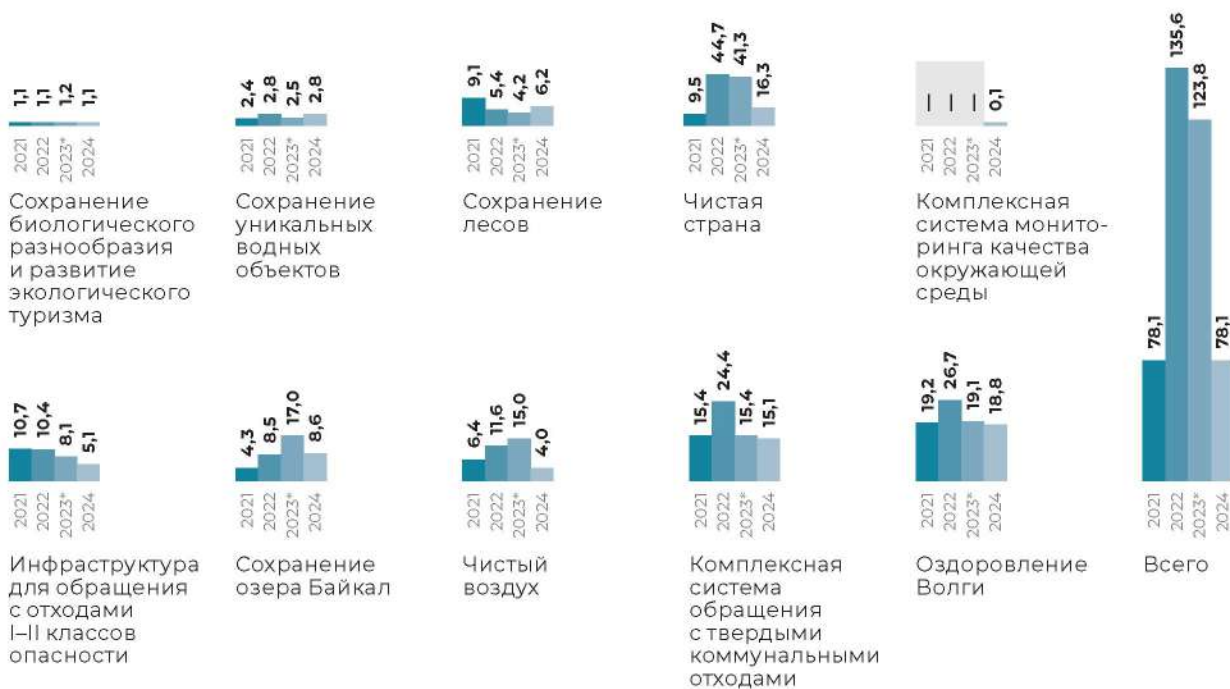 1,1 1,1 1,2 1,1
2021 2022 2023* 2024
Сохранение
биологического
разнообразия
и развитие
экологического
туризма
2,4 2,8 2,5 2,8
2021 2022 2023* 2024
Сохранение
уникальных
водных
объектов
9,1 5,4 4,2 6,2
2021 2022 2023* 2024
Сохранение
лесов
9,5 44,7 41,3 16,3
2021 2022 2023* 2024
Чистая
страна
— — — 0,1
2021 2022 2023* 2024
Комплексная
система монито-
ринга качества
окружающей
среды
10,7 10,4 8,1 5,1
2021 2022 2023* 2024
Инфраструктура
для обращения
с отходами
I–II классов
опасности
4,3 8,5 17,0 8,6
2021 2022 2023* 2024
Сохранение
озера Байкал
6,4 11,6 15,0 4,0
2021 2022 2023* 2024
Чистый
воздух
15,4 24,4 15,4 15,1
2021 2022 2023* 2024
Комплексная
система
обращения
с твердыми
коммунальными
отходами
19,2 26,7 19,1 18,8
2021 2022 2023* 2024
Оздоровление
Волги
78,1 135,6 123,8 78,1
2021 2022 2023* 2024
Всего